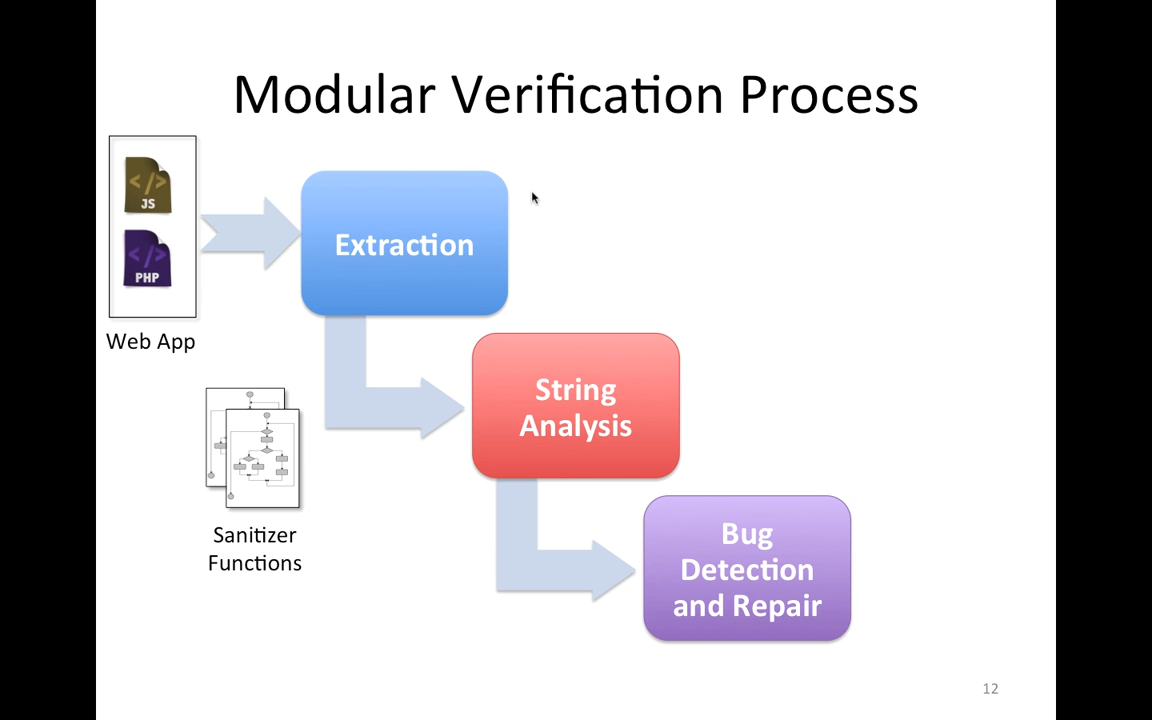 Modular Verification Process
</>
JS
</>
PHP
Web App
Extraction
String
Analysis
Sanitizer
Functions
Bug
Detection
and Repair
12